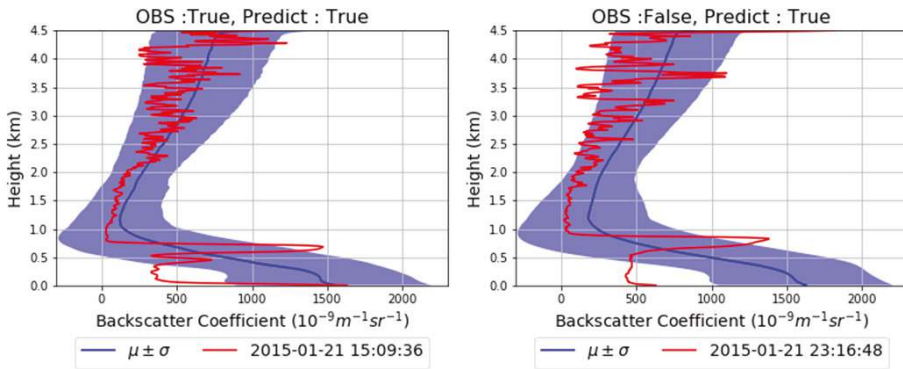 OBS :True, Predict : True
4.5
4.0
3.5
3.0
2.5
2.0
1.5
1.0
0.5
0.0
Height (km)
0 500 1000 1500 2000
Backscatter Coefficient (10⁻⁹m⁻¹sr⁻¹)
μ ± σ 2015-01-21 15:09:36
OBS :False, Predict : True
4.5
4.0
3.5
3.0
2.5
2.0
1.5
1.0
0.5
0.0
Height (km)
0 500 1000 1500 2000
Backscatter Coefficient (10⁻⁹m⁻¹sr⁻¹)
μ ± σ 2015-01-21 23:16:48